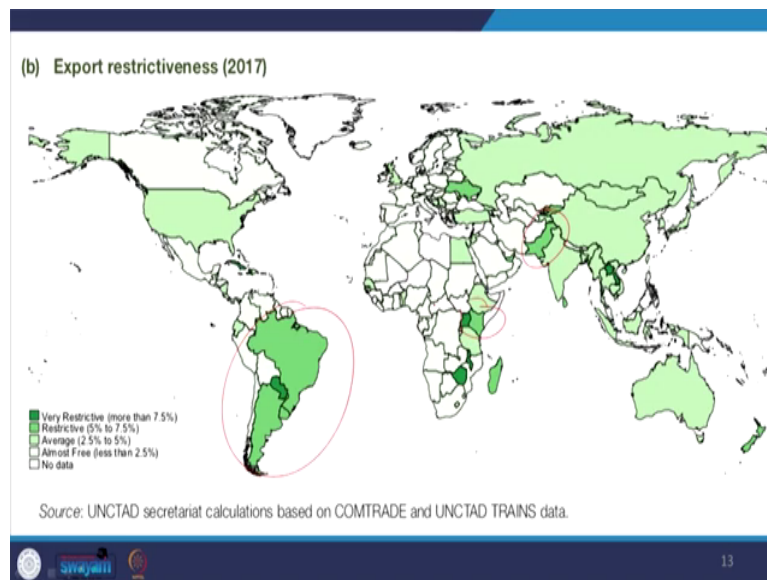 (b) Export restrictiveness (2017)
Very Restrictive (more than 7.5%)
Restrictive (5% to 7.5%)
Average (2.5% to 5%)
Almost Free (less than 2.5%)
No data
Source: UNCTAD secretariat calculations based on COMTRADE and UNCTAD TRAINS data.
swayam
13